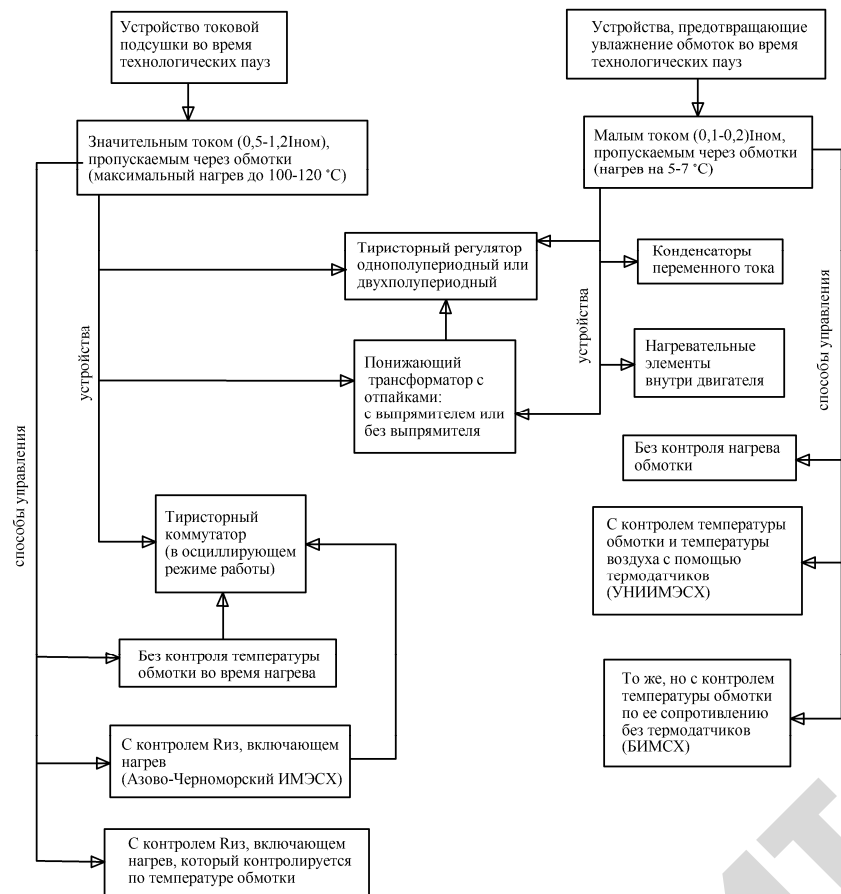 Устройство токовой
подсушки во время
технологических пауз
Устройства, предотвращающие
увлажнение обмоток во время
технологических пауз
Значительным током (0,5-1,2Iном),
пропускаемым через обмотки
(максимальный нагрев до 100-120 ˚С)
Малым током (0,1-0,2)Iном,
пропускаемым через обмотки
(нагрев на 5-7 ˚С)
Тиристорный регулятор
однополупериодный или
двухполупериодный
Конденсаторы
переменного тока
устройства
устройства
способы управления
Понижающий
трансформатор с
отпайками:
с выпрямителем или
без выпрямителя
Нагревательные
элементы
внутри двигателя
Без контроля нагрева
обмотки
способы управления
Тиристорный
коммутатор
(в осциллирующем
режиме работы)
С контролем температуры
обмотки и температуры
воздуха с помощью
термодатчиков
(УНИИМЭСХ)
Без контроля температуры
обмотки во время нагрева
То же, но с контролем
температуры обмотки
по ее сопротивлению
без термодатчиков
(БИМСХ)
С контролем Rиз, включающем
нагрев
(Азово-Черноморский ИМЭСХ)
С контролем Rиз, включающем
нагрев, который контролируется
по температуре обмотки